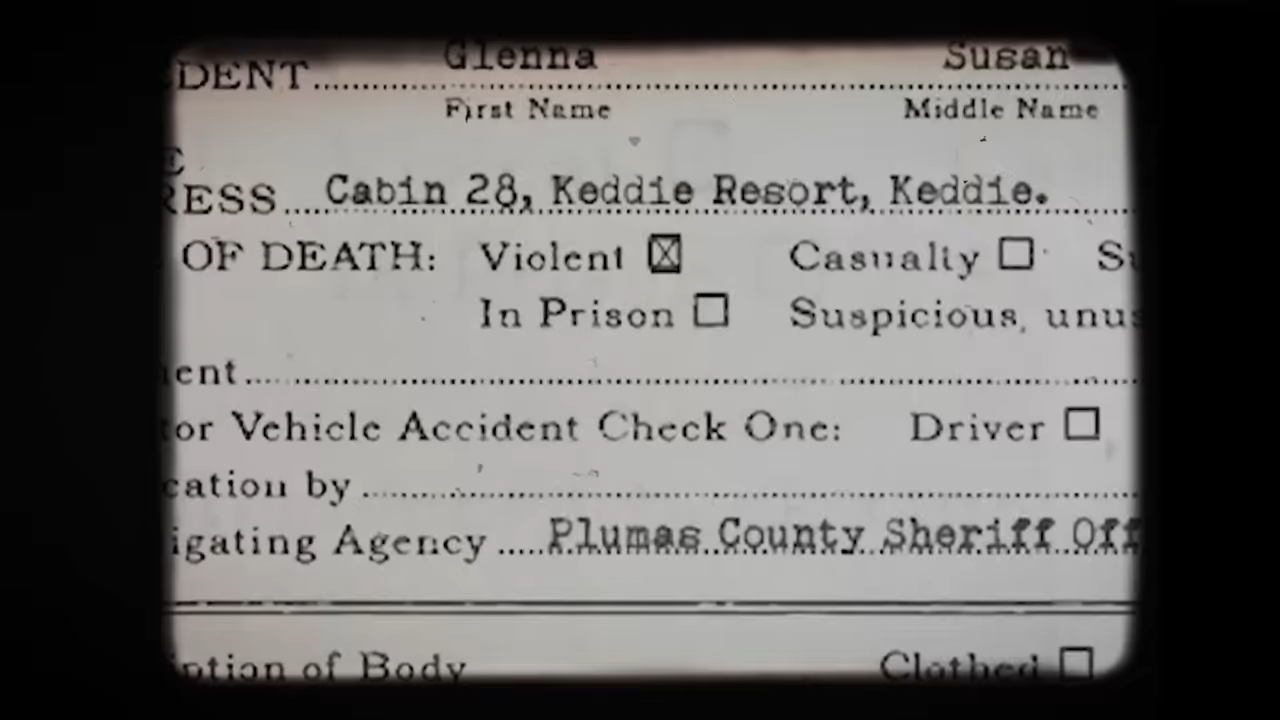 Glenna Susan
DENT
First Name Middle Name
E
RESS Cabin 28, Keddie Resort, Keddie.
OF DEATH: Violent ☒ Casualty ☐ Su
In Prison ☐ Suspicious, unus
ent
or Vehicle Accident Check One: Driver ☐
cation by
igating Agency Plumas County Sheriff Off
iption of Body Clothed ☐